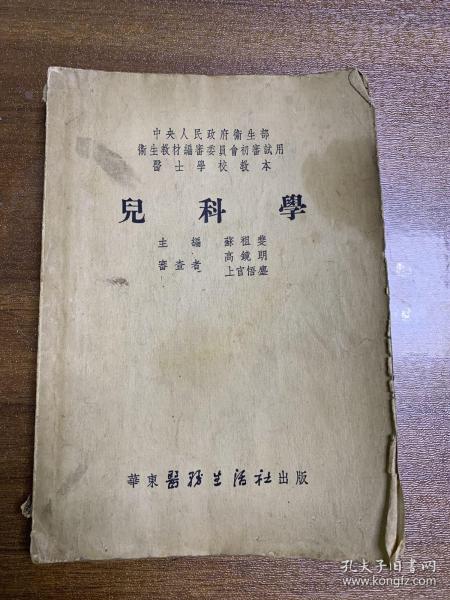 中央人民政府衞生部
衞生教材編審委員會初審試用
醫士學校教本
兒科學
主編 蘇祖斐
審查者 高鏡朗
上官悟塵
華東醫務生活社出版
孔夫子旧书网
www.kongfz.com